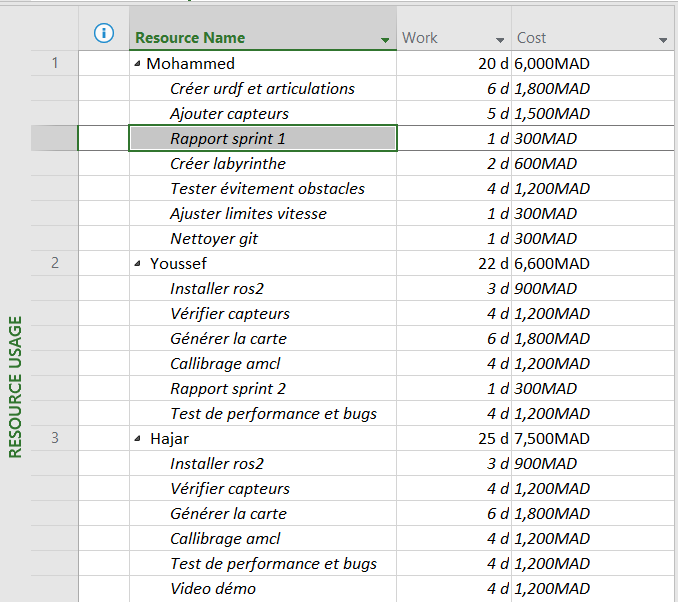 Resource Name Work Cost
1 Mohammed 20 d 6,000MAD
Créer urdf et articulations 6 d 1,800MAD
Ajouter capteurs 5 d 1,500MAD
Rapport sprint 1 1 d 300MAD
Créer labyrinthe 2 d 600MAD
Tester évitement obstacles 4 d 1,200MAD
Ajuster limites vitesse 1 d 300MAD
Nettoyer git 1 d 300MAD
2 Youssef 22 d 6,600MAD
Installer ros2 3 d 900MAD
Vérifier capteurs 4 d 1,200MAD
Générer la carte 6 d 1,800MAD
Callibrage amcl 4 d 1,200MAD
Rapport sprint 2 1 d 300MAD
Test de performance et bugs 4 d 1,200MAD
3 Hajar 25 d 7,500MAD
Installer ros2 3 d 900MAD
Vérifier capteurs 4 d 1,200MAD
Générer la carte 6 d 1,800MAD
Callibrage amcl 4 d 1,200MAD
Test de performance et bugs 4 d 1,200MAD
Video démo 4 d 1,200MAD
RESOURCE USAGE